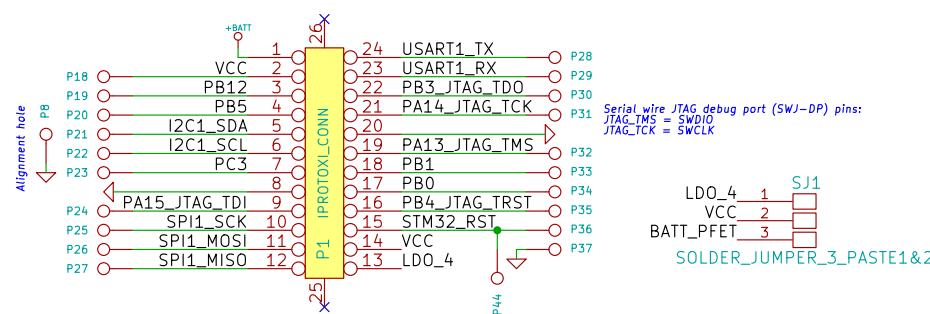 +BATT
26
1
24
USART1_TX
P28
P18
VCC
2
23
USART1_RX
P29
P19
PB12
3
22
PB3_JTAG_TDO
P30
P20
PB5
4
21
PA14_JTAG_TCK
P31
Serial wire JTAG debug port (SWJ-DP) pins:
JTAG_TMS = SWDIO
JTAG_TCK = SWCLK
Alignment hole
P8
P21
I2C1_SDA
5
20
P22
I2C1_SCL
6
19
PA13_JTAG_TMS
P32
P23
PC3
7
18
PB1
P33
8
17
PB0
P34
P24
PA15_JTAG_TDI
9
16
PB4_JTAG_TRST
P35
P25
SPI1_SCK
10
15
STM32_RST
P36
P26
SPI1_MOSI
11
14
VCC
P37
P27
SPI1_MISO
12
13
LDO_4
IPROTOXI_CONN
P1
25
P44
SJ1
LDO_4 1
VCC 2
BATT_PFET 3
SOLDER_JUMPER_3_PASTE1&2